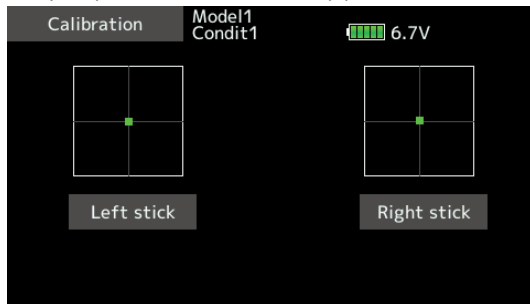 Calibration
Model1
Condit1
6.7V
Left stick
Right stick